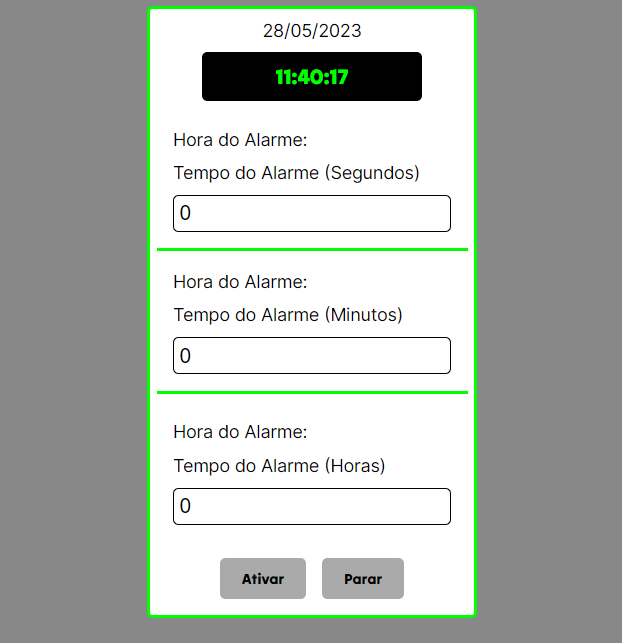 28/05/2023
11:40:17
Hora do Alarme:
Tempo do Alarme (Segundos)
0
Hora do Alarme:
Tempo do Alarme (Minutos)
0
Hora do Alarme:
Tempo do Alarme (Horas)
0
Ativar Parar